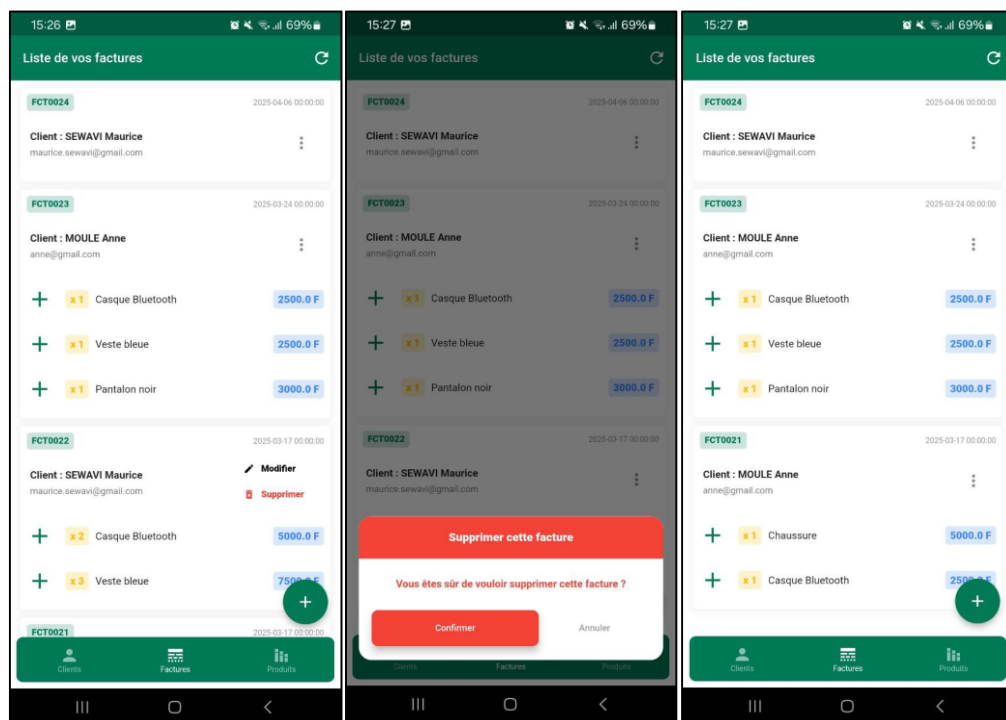 15:26 69%
Liste de vos factures
FCT0024 2025-04-06 00:00:00
Client : SEWAVI Maurice
maurice.sewavi@gmail.com
FCT0023 2025-03-24 00:00:00
Client : MOULE Anne
anne@gmail.com
x 1 Casque Bluetooth 2500.0 F
x 1 Veste bleue 2500.0 F
x 1 Pantalon noir 3000.0 F
FCT0022 2025-03-17 00:00:00
Client : SEWAVI Maurice
maurice.sewavi@gmail.com
Modifier
Supprimer
x 2 Casque Bluetooth 5000.0 F
x 3 Veste bleue 7500.0 F
FCT0021 2025-03-17 00:00:00
Clients Factures Produits
15:27 69%
Liste de vos factures
FCT0024 2025-04-06 00:00:00
Client : SEWAVI Maurice
maurice.sewavi@gmail.com
FCT0023 2025-03-24 00:00:00
Client : MOULE Anne
anne@gmail.com
x 1 Casque Bluetooth 2500.0 F
x 1 Veste bleue 2500.0 F
x 1 Pantalon noir 3000.0 F
FCT0022 2025-03-17 00:00:00
Client : SEWAVI Maurice
maurice.sewavi@gmail.com
Supprimer cette facture
Vous êtes sûr de vouloir supprimer cette facture ?
Confirmer Annuler
Clients Factures Produits
15:27 69%
Liste de vos factures
FCT0024 2025-04-06 00:00:00
Client : SEWAVI Maurice
maurice.sewavi@gmail.com
FCT0023 2025-03-24 00:00:00
Client : MOULE Anne
anne@gmail.com
x 1 Casque Bluetooth 2500.0 F
x 1 Veste bleue 2500.0 F
x 1 Pantalon noir 3000.0 F
FCT0021 2025-03-17 00:00:00
Client : MOULE Anne
anne@gmail.com
x 1 Chaussure 5000.0 F
x 1 Casque Bluetooth 2500.0 F
Clients Factures Produits